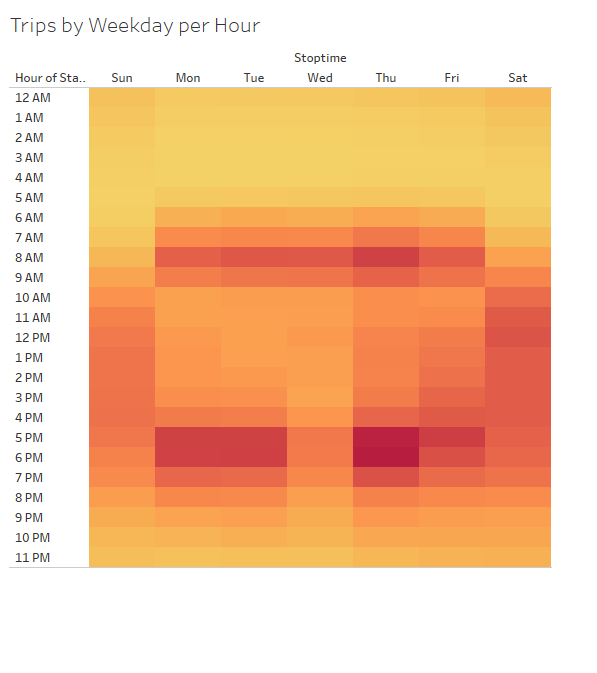 Trips by Weekday per Hour
Stoptime
Hour of Sta.. Sun Mon Tue Wed Thu Fri Sat
12 AM
1 AM
2 AM
3 AM
4 AM
5 AM
6 AM
7 AM
8 AM
9 AM
10 AM
11 AM
12 PM
1 PM
2 PM
3 PM
4 PM
5 PM
6 PM
7 PM
8 PM
9 PM
10 PM
11 PM